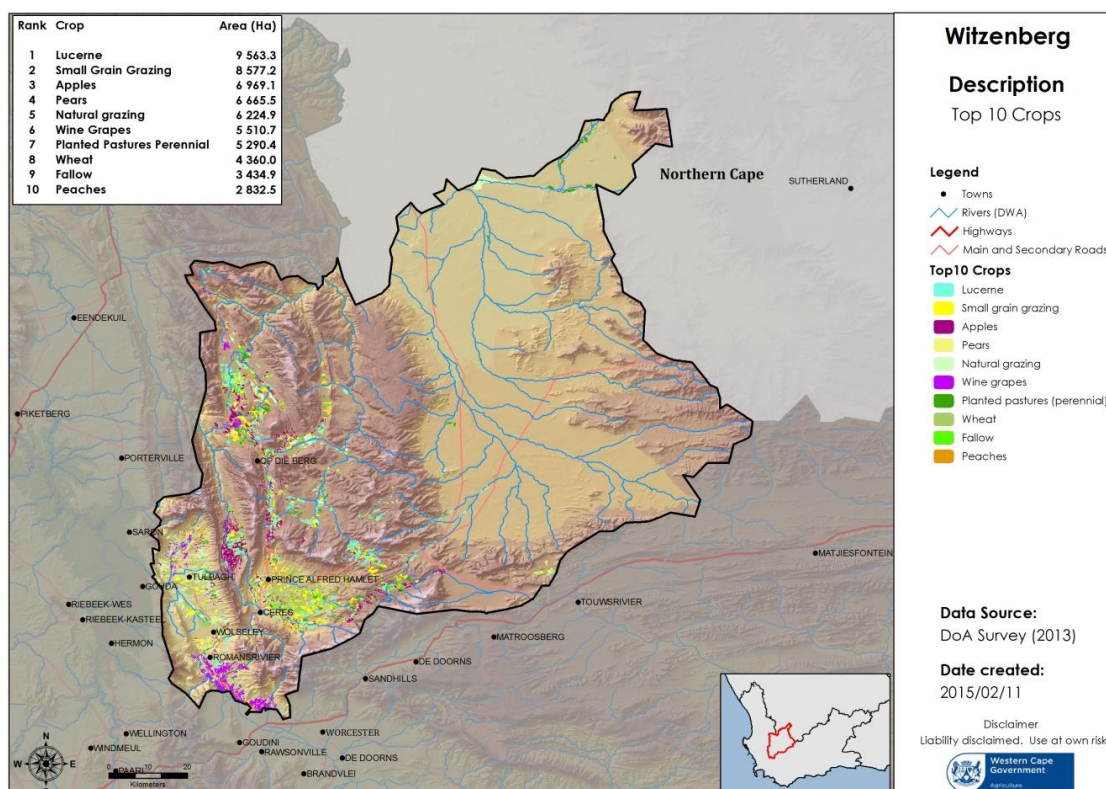 Rank Crop Area (Ha)
1 Lucerne 9 563.3
2 Small Grain Grazing 8 577.2
3 Apples 6 969.1
4 Pears 6 665.5
5 Natural grazing 6 224.9
6 Wine Grapes 5 510.7
7 Planted Pastures Perennial 5 290.4
8 Wheat 4 360.0
9 Fallow 3 434.9
10 Peaches 2 832.5
Northern Cape
SUTHERLAND
EENDEKUIL
PIKETBERG
PORTERVILLE
OP DIE BERG
SARON
MATJIESFONTEIN
TULBAGH
PRINCE ALFRED HAMLET
GOUDA
RIEBEEK-WES
TOUWSRIVIER
RIEBEEK-KASTEEL
CERES
WOLSELEY
MATROOSBERG
HERMON
ROMANSRIVIER
DE DOORNS
SANDHILLS
WELLINGTON
WORCESTER
WINDMEUL
GOUDINI
RAWSONVILLE
DE DOORNS
PAARL
BRANDVLEI
N
W E
S
0 5 10 20
Kilometers
Witzenberg
Description
Top 10 Crops
Legend
Towns
Rivers (DWA)
Highways
Main and Secondary Roads
Top10 Crops
Lucerne
Small grain grazing
Apples
Pears
Natural grazing
Wine grapes
Planted pastures (perennial)
Wheat
Fallow
Peaches
Data Source:
DoA Survey (2013)
Date created:
2015/02/11
Disclaimer
Liability disclaimed. Use at own risk
Western Cape
Government
Agriculture